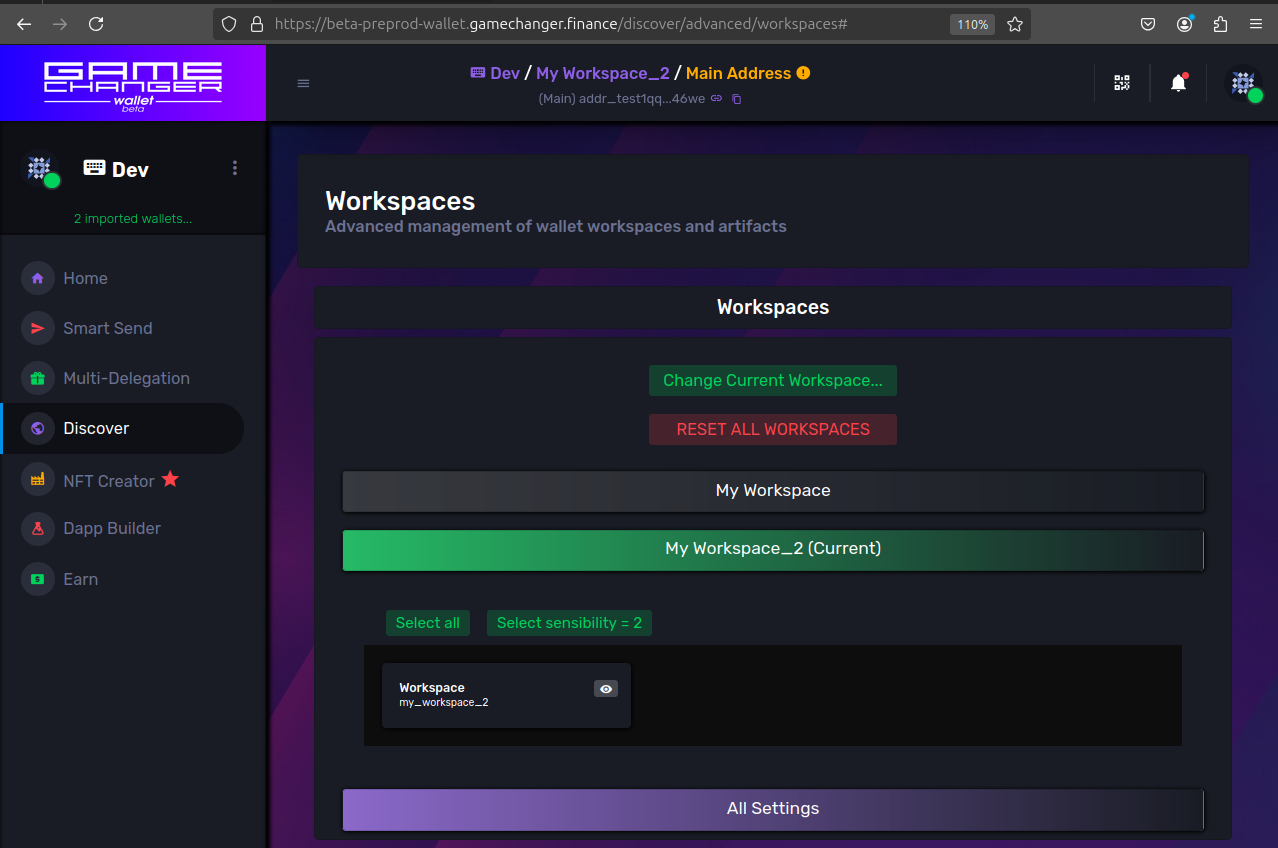 https://beta-preprod-wallet.gamechanger.finance/discover/advanced/workspaces#
110%
GAME
CHANGER
wallet
beta
Dev / My Workspace_2 / Main Address
(Main) addr_test1qq...46we
Dev
2 imported wallets...
Home
Smart Send
Multi-Delegation
Discover
NFT Creator
Dapp Builder
Earn
Workspaces
Advanced management of wallet workspaces and artifacts
Workspaces
Change Current Workspace...
RESET ALL WORKSPACES
My Workspace
My Workspace_2 (Current)
Select all
Select sensibility = 2
Workspace
my_workspace_2
All Settings